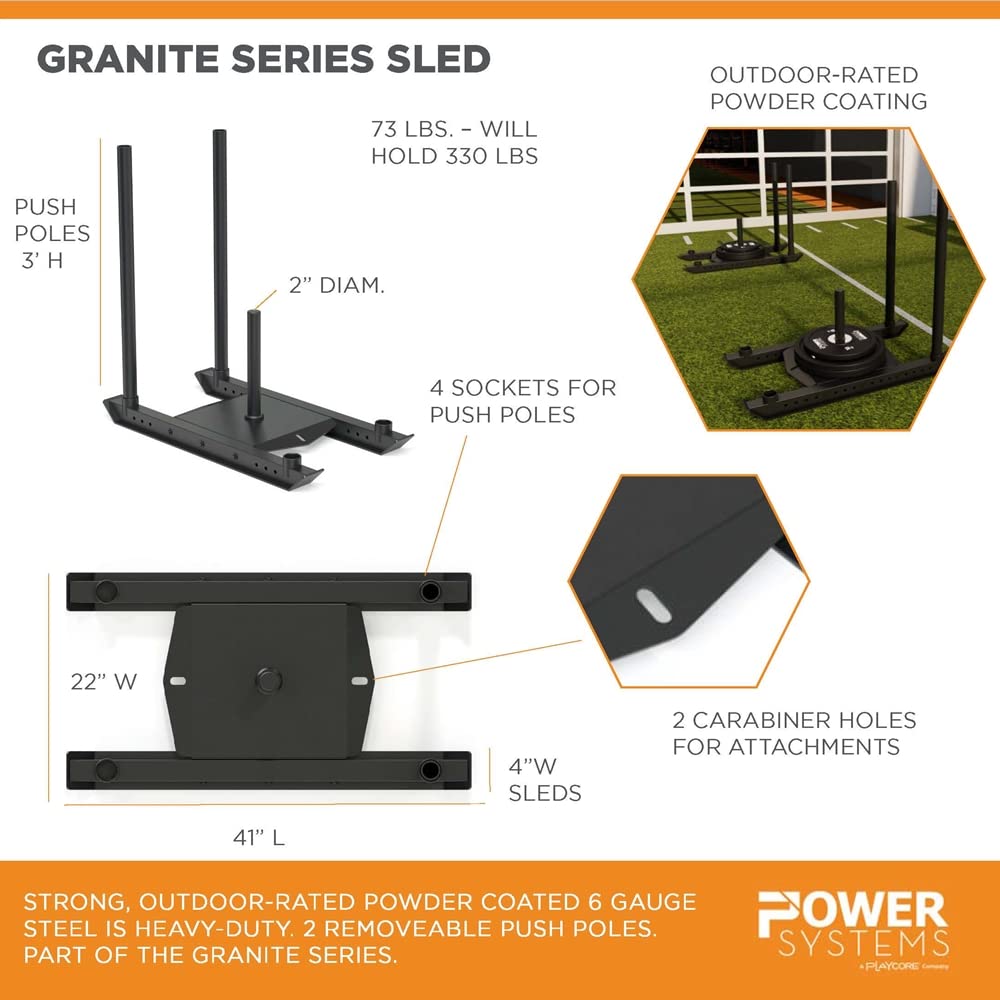 GRANITE SERIES SLED
73 LBS. – WILL
HOLD 330 LBS
OUTDOOR-RATED
POWDER COATING
PUSH
POLES
3’ H
2” DIAM.
4 SOCKETS FOR
PUSH POLES
22” W
4”W
SLEDS
41” L
2 CARABINER HOLES
FOR ATTACHMENTS
STRONG, OUTDOOR-RATED POWDER COATED 6 GAUGE
STEEL IS HEAVY-DUTY. 2 REMOVEABLE PUSH POLES.
PART OF THE GRANITE SERIES.
POWER
SYSTEMS
A PLAYCORE Company